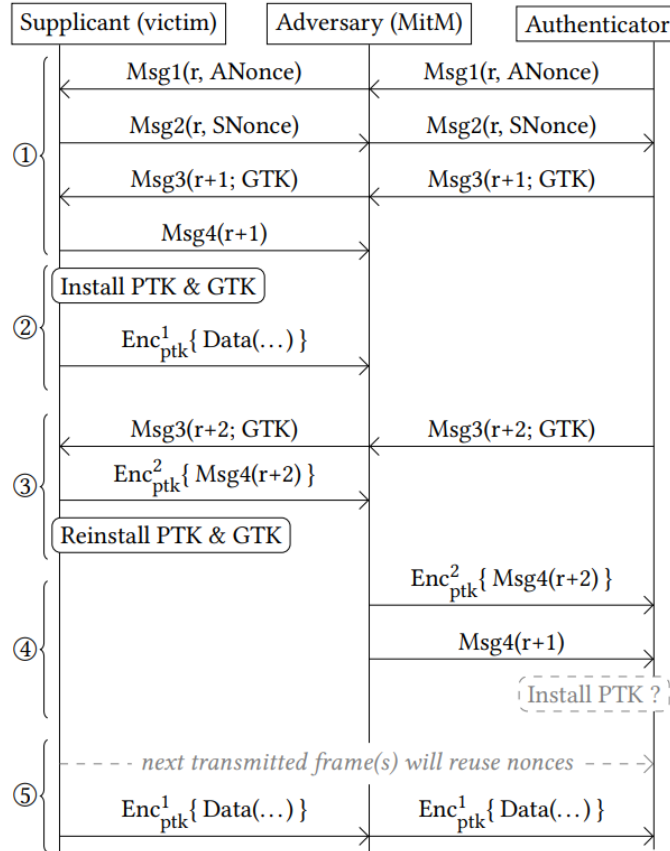 Supplicant (victim) Adversary (MitM) Authenticator
Msg1(r, ANonce) Msg1(r, ANonce)
Msg2(r, SNonce) Msg2(r, SNonce)
①
Msg3(r+1; GTK) Msg3(r+1; GTK)
Msg4(r+1)
Install PTK & GTK
②
Enc¹ptk{ Data(…) }
Msg3(r+2; GTK) Msg3(r+2; GTK)
③
Enc²ptk{ Msg4(r+2) }
Reinstall PTK & GTK
Enc²ptk{ Msg4(r+2) }
④
Msg4(r+1)
Install PTK ?
next transmitted frame(s) will reuse nonces
⑤
Enc¹ptk{ Data(…) } Enc¹ptk{ Data(…) }